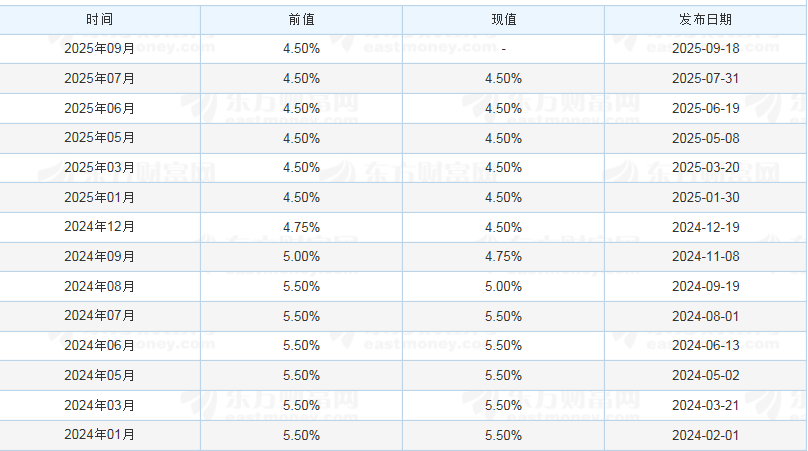 时间 前值 现值 发布日期
2025年09月 4.50% - 2025-09-18
2025年07月 4.50% 4.50% 2025-07-31
2025年06月 4.50% 4.50% 2025-06-19
2025年05月 4.50% 4.50% 2025-05-08
2025年03月 4.50% 4.50% 2025-03-20
2025年01月 4.50% 4.50% 2025-01-30
2024年12月 4.75% 4.50% 2024-12-19
2024年09月 5.00% 4.75% 2024-11-08
2024年08月 5.50% 5.00% 2024-09-19
2024年07月 5.50% 5.50% 2024-08-01
2024年06月 5.50% 5.50% 2024-06-13
2024年05月 5.50% 5.50% 2024-05-02
2024年03月 5.50% 5.50% 2024-03-21
2024年01月 5.50% 5.50% 2024-02-01
东方财富网
eastmoney.com